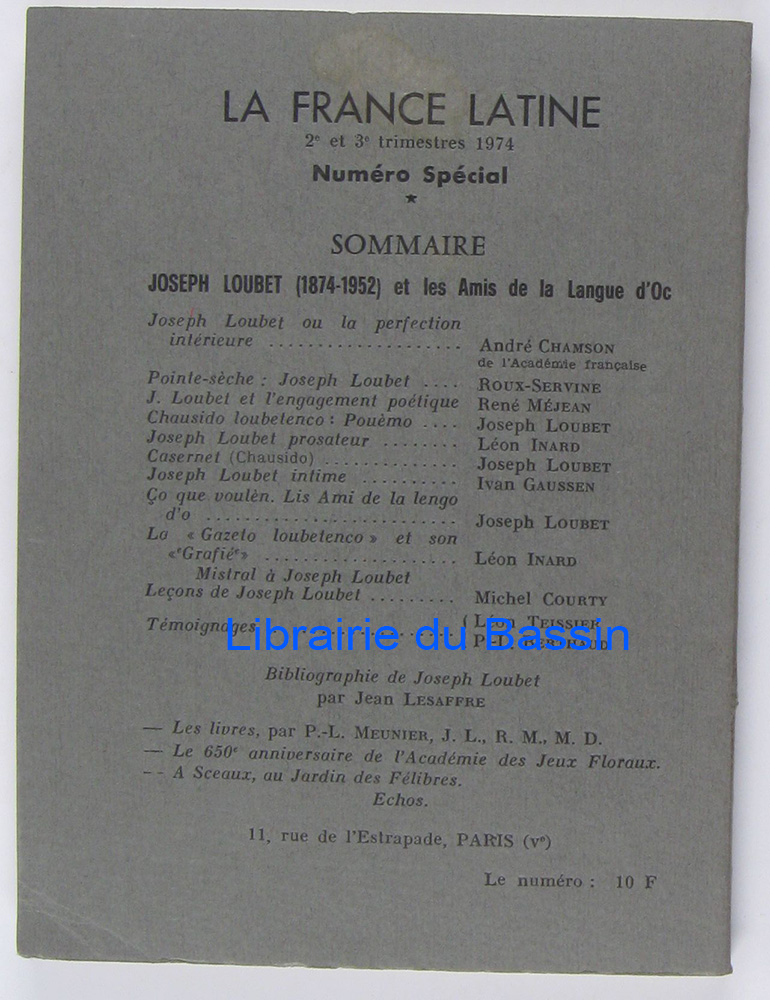 LA FRANCE LATINE
2e et 3e trimestres 1974
Numéro Spécial
★
SOMMAIRE
JOSEPH LOUBET (1874-1952) et les Amis de la Langue d'Oc
Joseph Loubet ou la perfection
intérieure .................... André CHAMSON
de l'Académie française
Pointe-sèche : Joseph Loubet .... ROUX-SERVINE
J. Loubet et l'engagement poétique René MÉJEAN
Chausido loubetenco : Pouèmo .... Joseph LOUBET
Joseph Loubet prosateur ........ Léon INARD
Casernet (Chausido) .............. Joseph LOUBET
Joseph Loubet intime .......... Ivan GAUSSEN
Ço que voulèn. Lis Ami de la lengo
d'o .......................... Joseph LOUBET
La « Gazeto loubetenco » et son
«"Grafié"» .................... Léon INARD
Mistral à Joseph Loubet
Leçons de Joseph Loubet ......... Michel COURTY
Témoignages .............. ( Léon TEISSIER
P.-L.
Librairie du Bassin
Bibliographie de Joseph Loubet
par Jean LESAFFRE
— Les livres, par P.-L. MEUNIER, J. L., R. M., M. D.
— Le 650e anniversaire de l'Académie des Jeux Floraux.
— A Sceaux, au Jardin des Félibres.
Echos.
11, rue de l'Estrapade, PARIS (ve)
Le numéro : 10 F